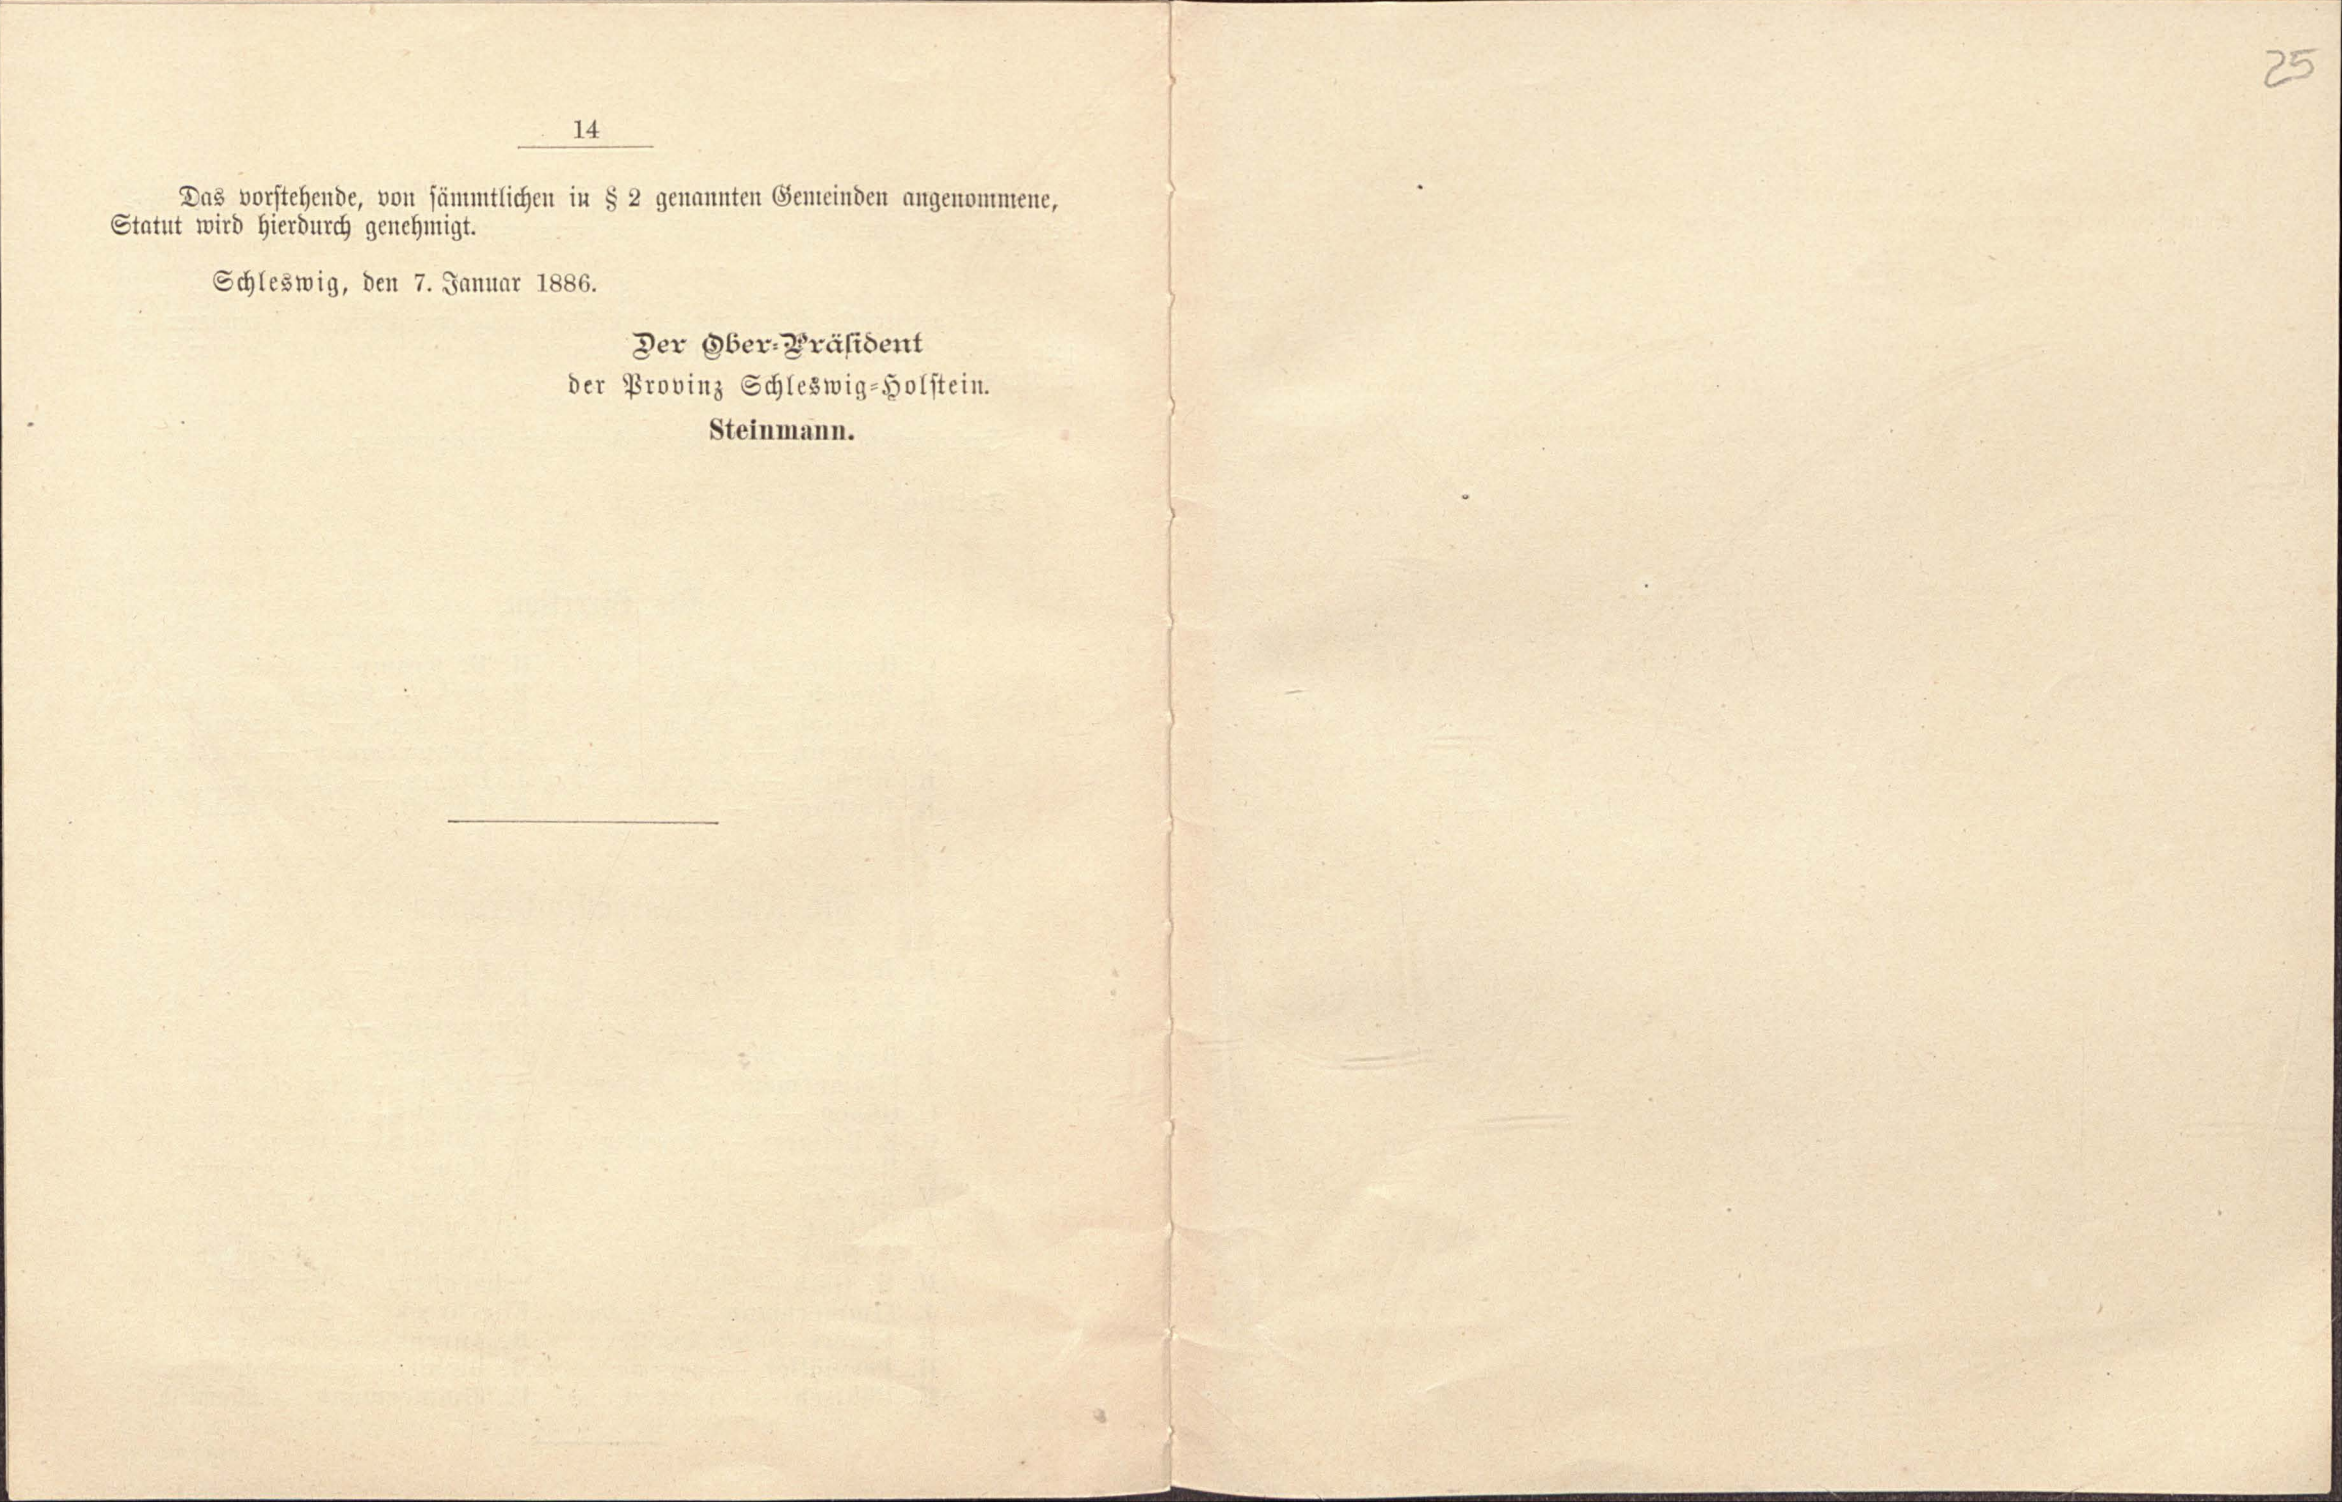 14
Das vorstehende, von sämmtlichen in § 2 genannten Gemeinden angenommene,
Statut wird hierdurch genehmigt.
Schleswig, den 7. Januar 1886.
Der Ober-Präsident
der Provinz Schleswig-Holstein.
Steinmann.
25